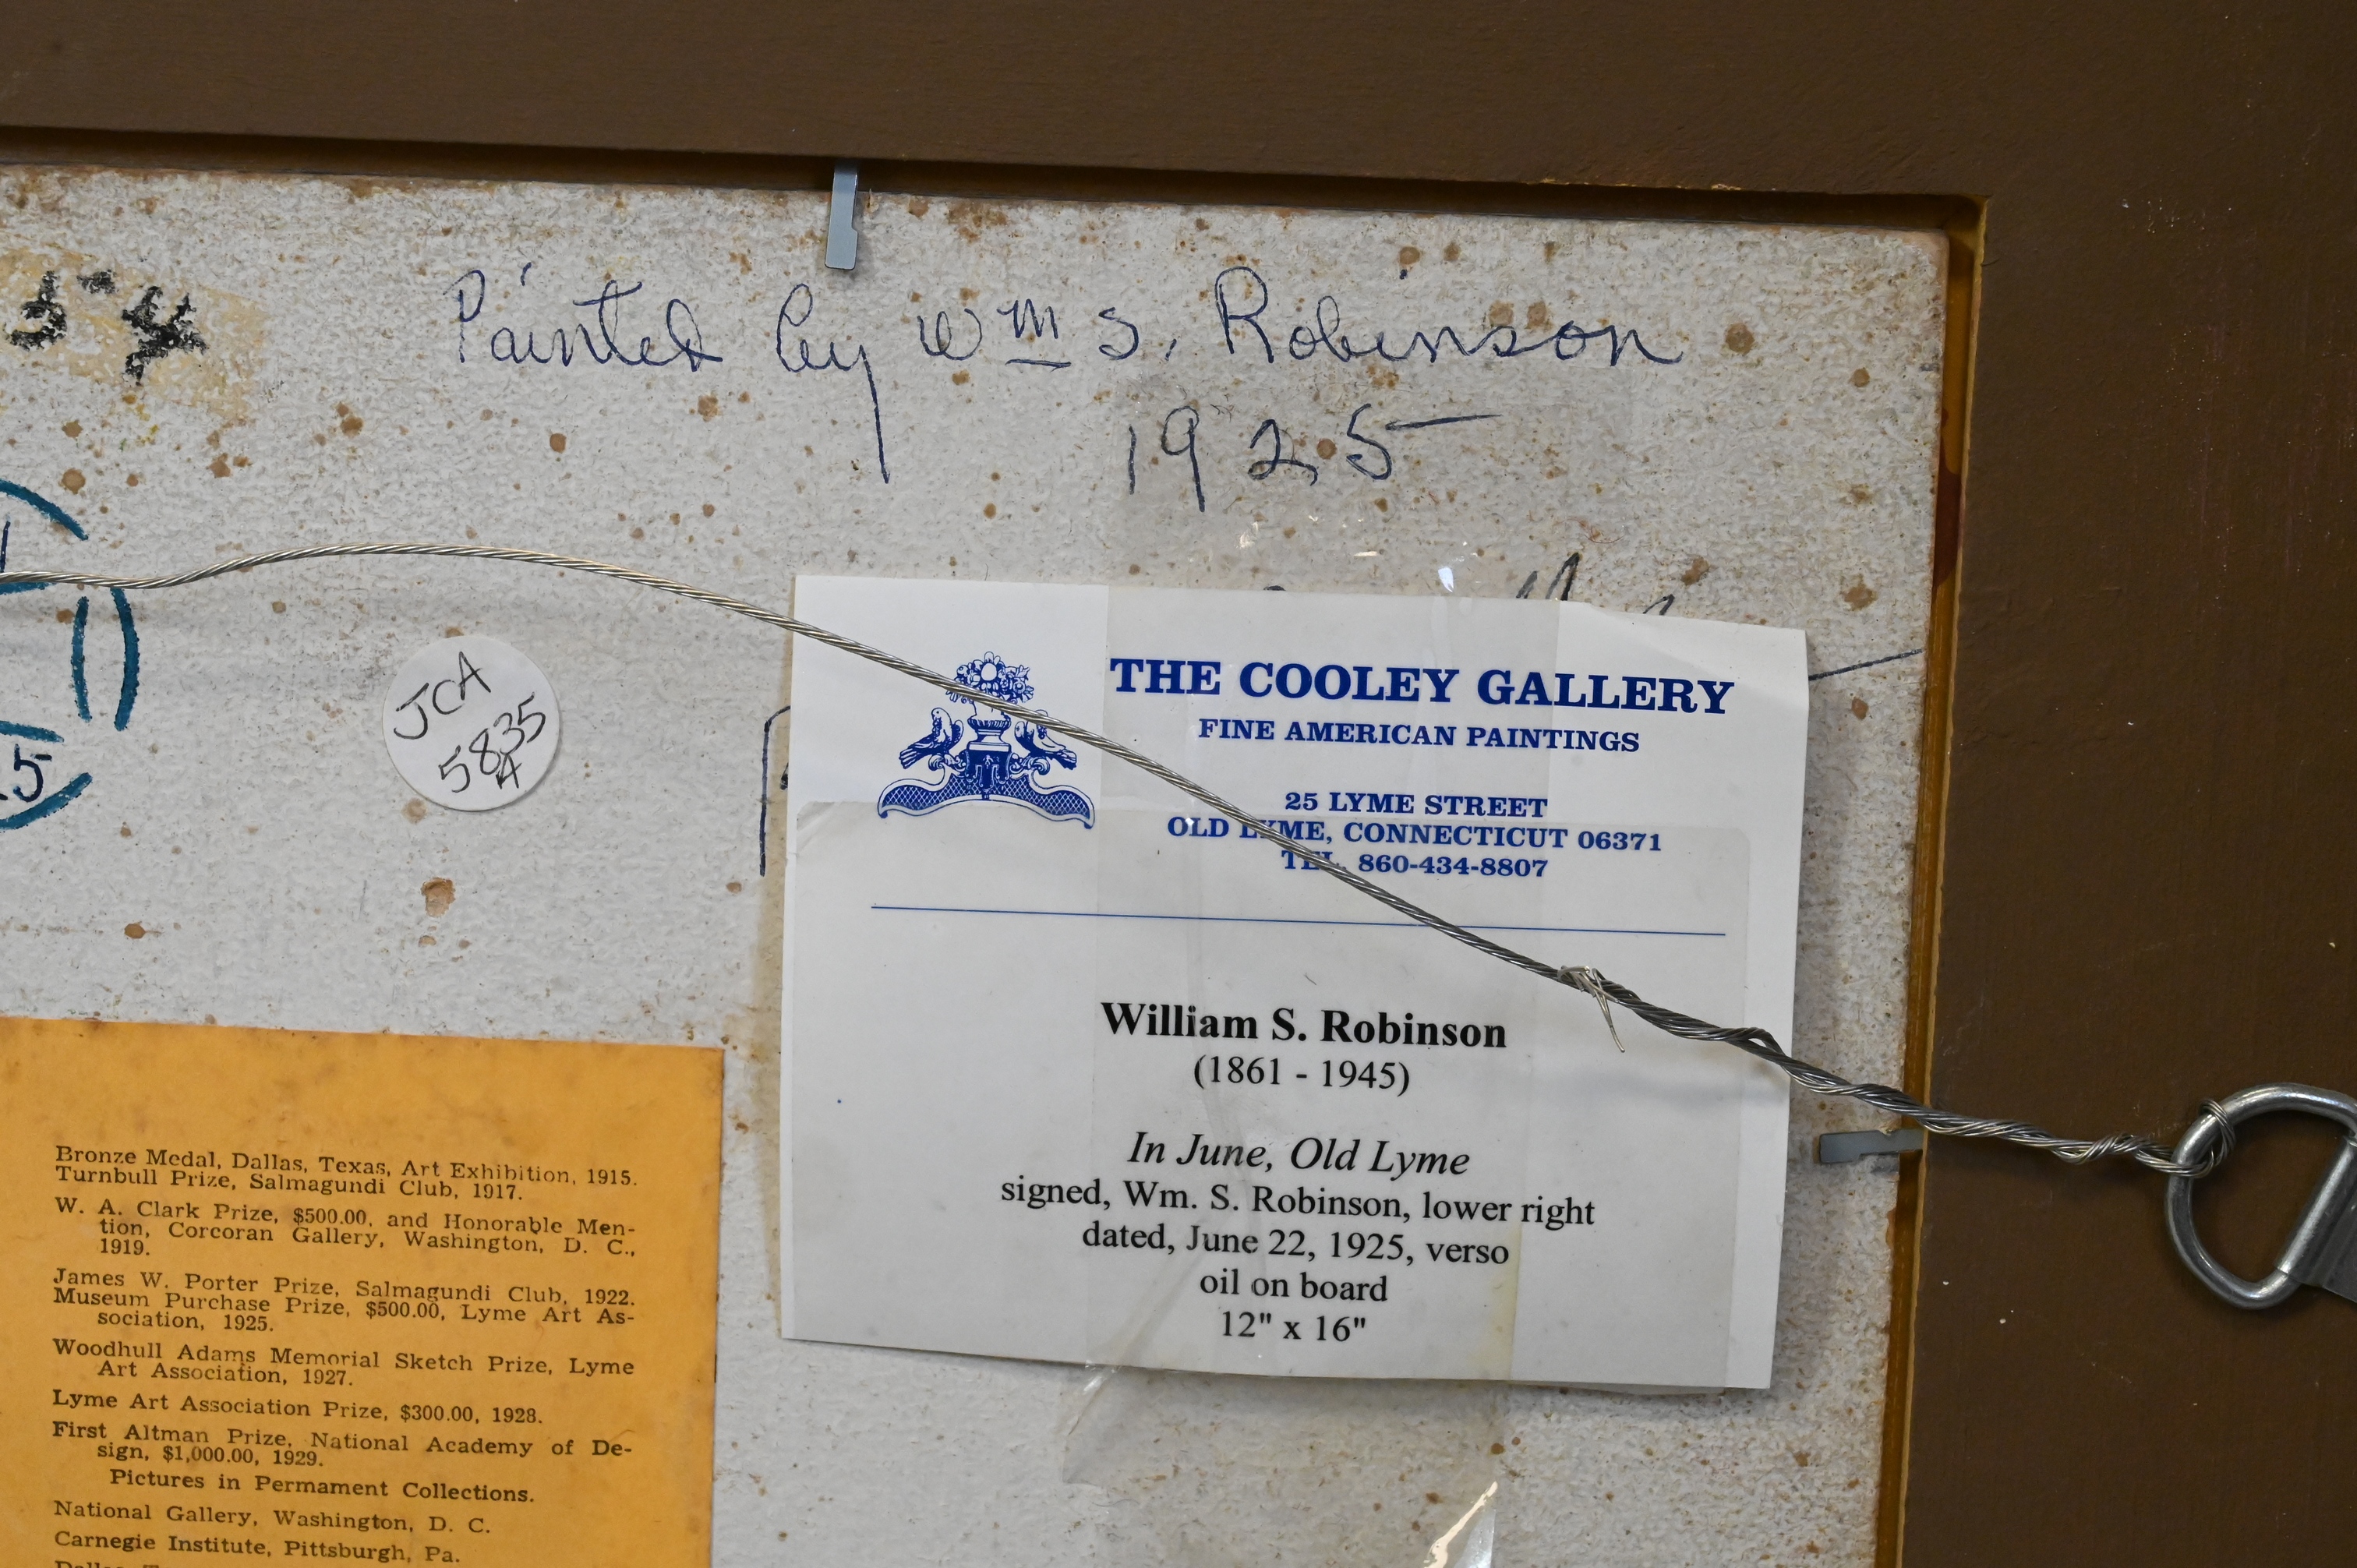 Painted by Wm S. Robinson
1925
JCA
5835
A
THE COOLEY GALLERY
FINE AMERICAN PAINTINGS
25 LYME STREET
OLD LYME, CONNECTICUT 06371
TEL. 860-434-8807
William S. Robinson
(1861 - 1945)
In June, Old Lyme
signed, Wm. S. Robinson, lower right
dated, June 22, 1925, verso
oil on board
12" x 16"
Bronze Medal, Dallas, Texas, Art Exhibition, 1915.
Turnbull Prize, Salmagundi Club, 1917.
W. A. Clark Prize, $500.00, and Honorable Men-
tion, Corcoran Gallery, Washington, D. C.,
1919.
James W. Porter Prize, Salmagundi Club, 1922.
Museum Purchase Prize, $500.00, Lyme Art As-
sociation, 1925.
Woodhull Adams Memorial Sketch Prize, Lyme
Art Association, 1927.
Lyme Art Association Prize, $300.00, 1928.
First Altman Prize, National Academy of De-
sign, $1,000.00, 1929.
Pictures in Permament Collections.
National Gallery, Washington, D. C.
Carnegie Institute, Pittsburgh, Pa.